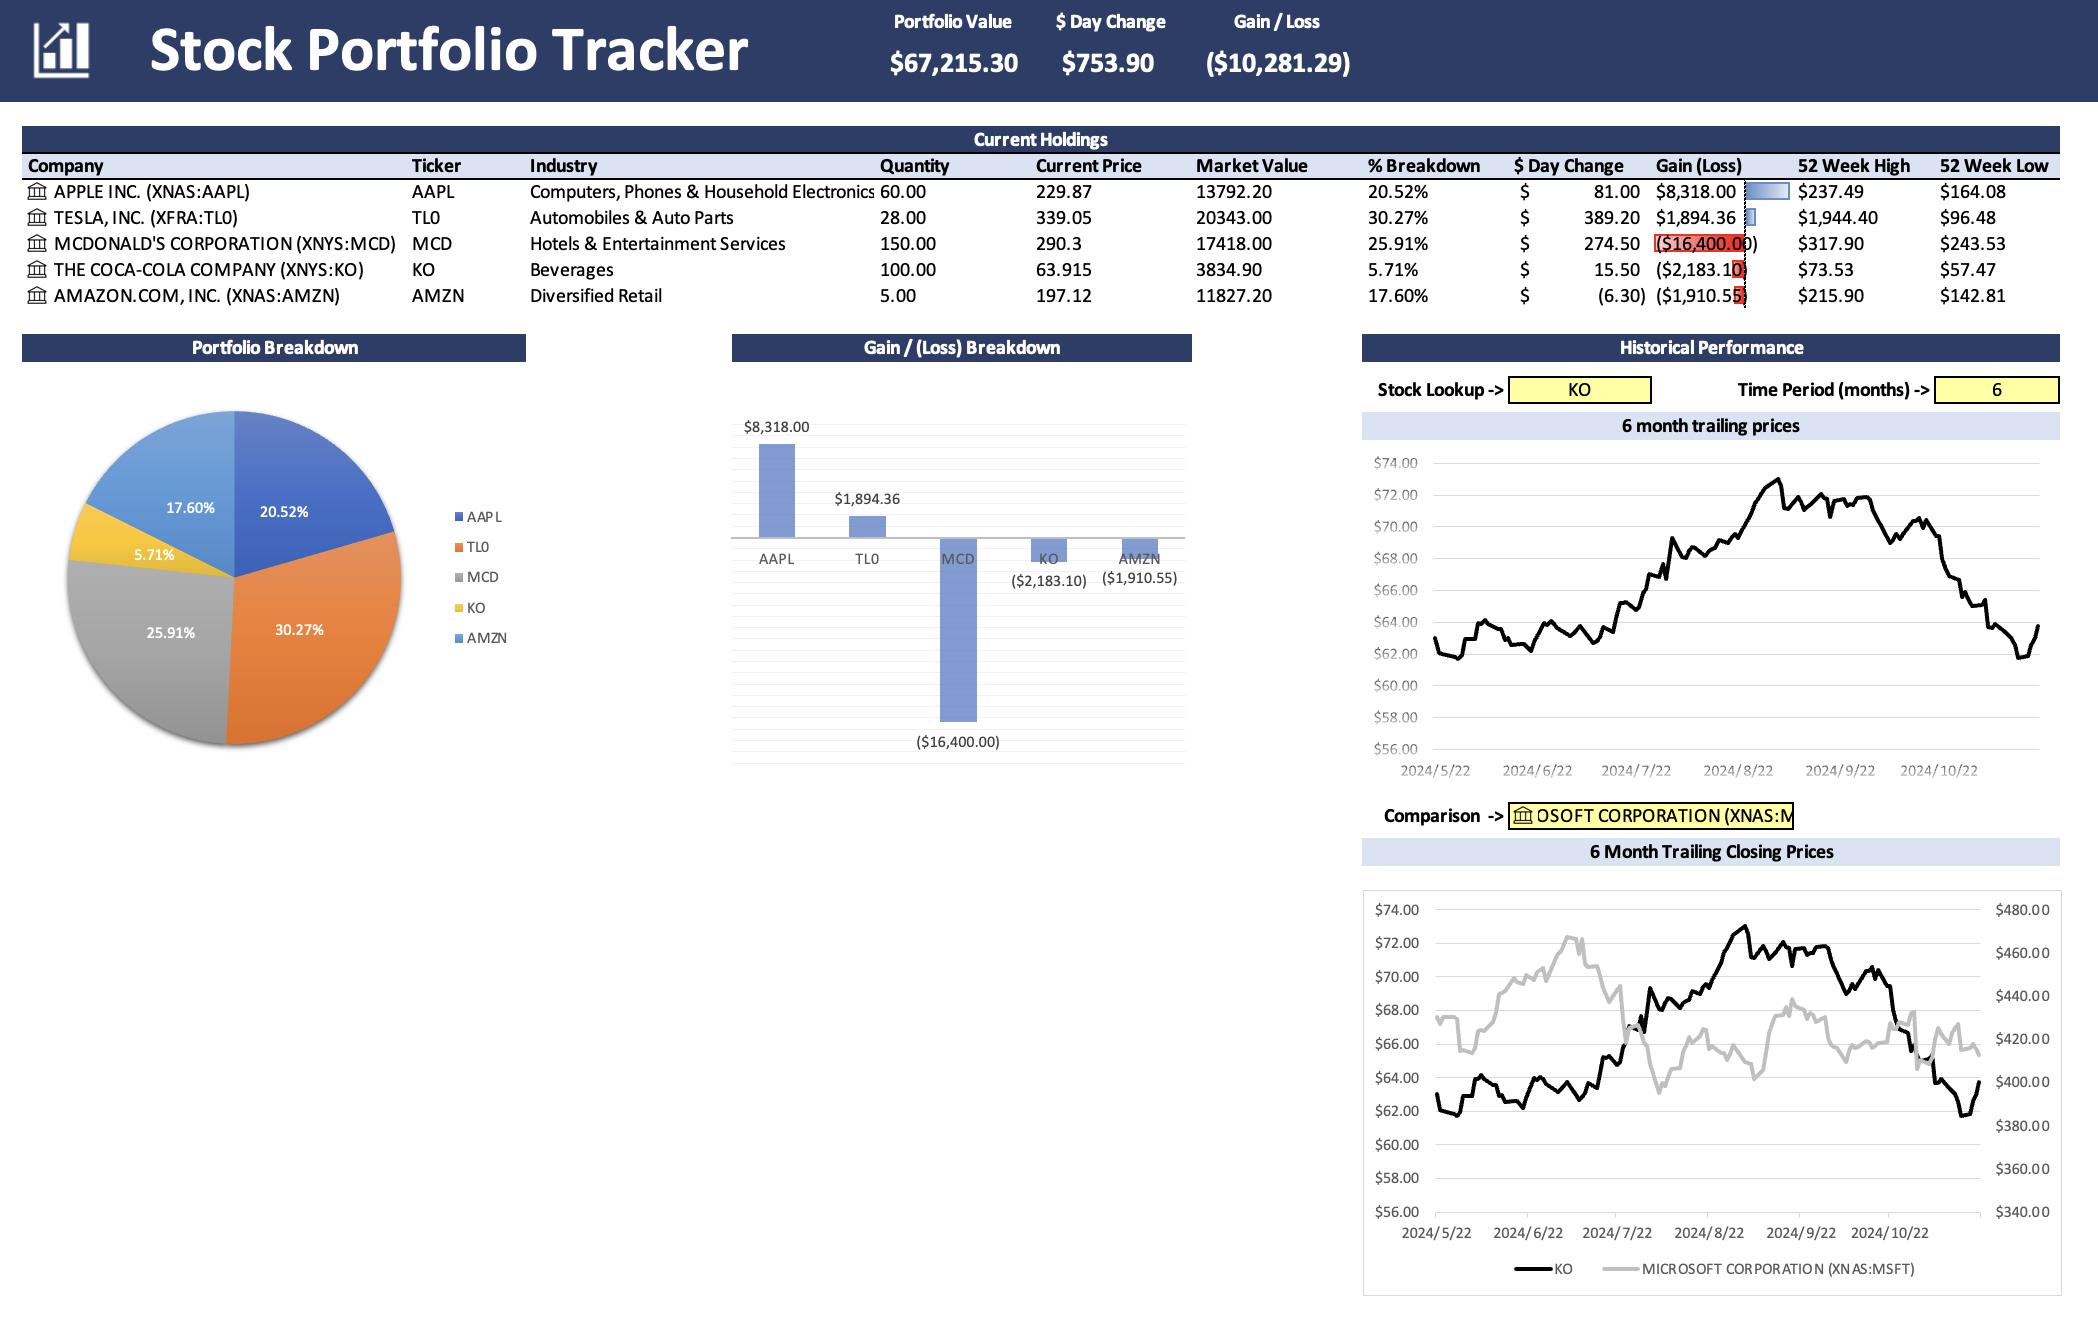 Stock Portfolio Tracker
Portfolio Value $ Day Change Gain / Loss
$67,215.30 $753.90 ($10,281.29)
Current Holdings
Company Ticker Industry Quantity Current Price Market Value % Breakdown $ Day Change Gain (Loss) 52 Week High 52 Week Low
APPLE INC. (XNAS:AAPL) AAPL Computers, Phones & Household Electronics 60.00 229.87 13792.20 20.52% $ 81.00 $8,318.00 $237.49 $164.08
TESLA, INC. (XFRA:TL0) TL0 Automobiles & Auto Parts 28.00 339.05 20343.00 30.27% $ 389.20 $1,894.36 $1,944.40 $96.48
MCDONALD'S CORPORATION (XNYS:MCD) MCD Hotels & Entertainment Services 150.00 290.3 17418.00 25.91% $ 274.50 ($16,400.00) $317.90 $243.53
THE COCA-COLA COMPANY (XNYS:KO) KO Beverages 100.00 63.915 3834.90 5.71% $ 15.50 ($2,183.10) $73.53 $57.47
AMAZON.COM, INC. (XNAS:AMZN) AMZN Diversified Retail 5.00 197.12 11827.20 17.60% $ (6.30) ($1,910.55) $215.90 $142.81
Portfolio Breakdown
17.60%
20.52%
5.71%
25.91%
30.27%
AAPL
TL0
MCD
KO
AMZN
Gain / (Loss) Breakdown
$8,318.00
$1,894.36
AAPL TL0 MCD KO AMZN
($2,183.10) ($1,910.55)
($16,400.00)
Historical Performance
Stock Lookup -> KO Time Period (months) -> 6
6 month trailing prices
$74.00
$72.00
$70.00
$68.00
$66.00
$64.00
$62.00
$60.00
$58.00
$56.00
2024/5/22 2024/6/22 2024/7/22 2024/8/22 2024/9/22 2024/10/22
Comparison -> OSOFT CORPORATION (XNAS:M
6 Month Trailing Closing Prices
$74.00 $480.00
$72.00 $460.00
$70.00 $440.00
$68.00 $420.00
$66.00 $400.00
$64.00 $380.00
$62.00 $360.00
$60.00 $340.00
$58.00
$56.00
2024/5/22 2024/6/22 2024/7/22 2024/8/22 2024/9/22 2024/10/22
KO MICROSOFT CORPORATION (XNAS:MSFT)